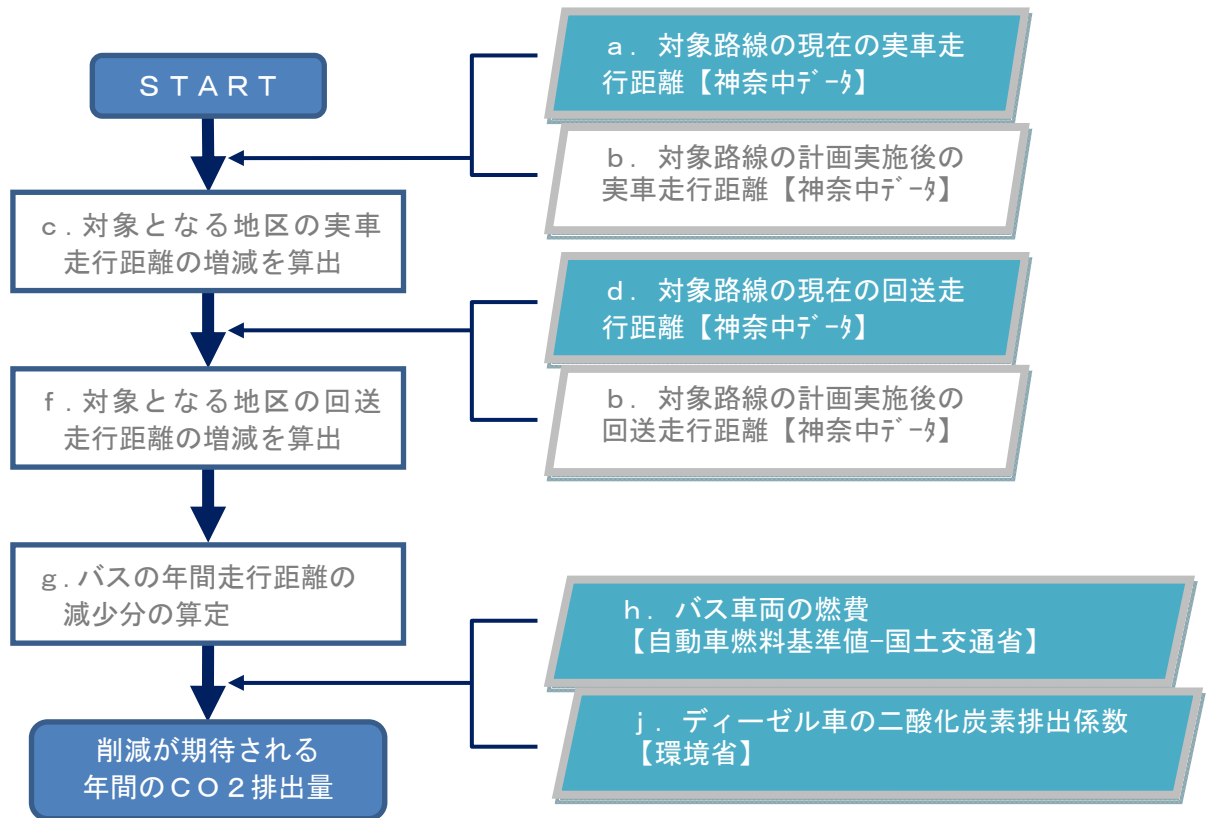 START
a．対象路線の現在の実車走
行距離【神奈中ﾃﾞｰﾀ】
b．対象路線の計画実施後の
実車走行距離【神奈中ﾃﾞｰﾀ】
c．対象となる地区の実車
走行距離の増減を算出
d．対象路線の現在の回送走
行距離【神奈中ﾃﾞｰﾀ】
b．対象路線の計画実施後の
回送走行距離【神奈中ﾃﾞｰﾀ】
f．対象となる地区の回送
走行距離の増減を算出
g．バスの年間走行距離の
減少分の算定
h．バス車両の燃費
【自動車燃料基準値−国土交通省】
j．ディーゼル車の二酸化炭素排出係数
【環境省】
削減が期待される
年間のＣＯ２排出量